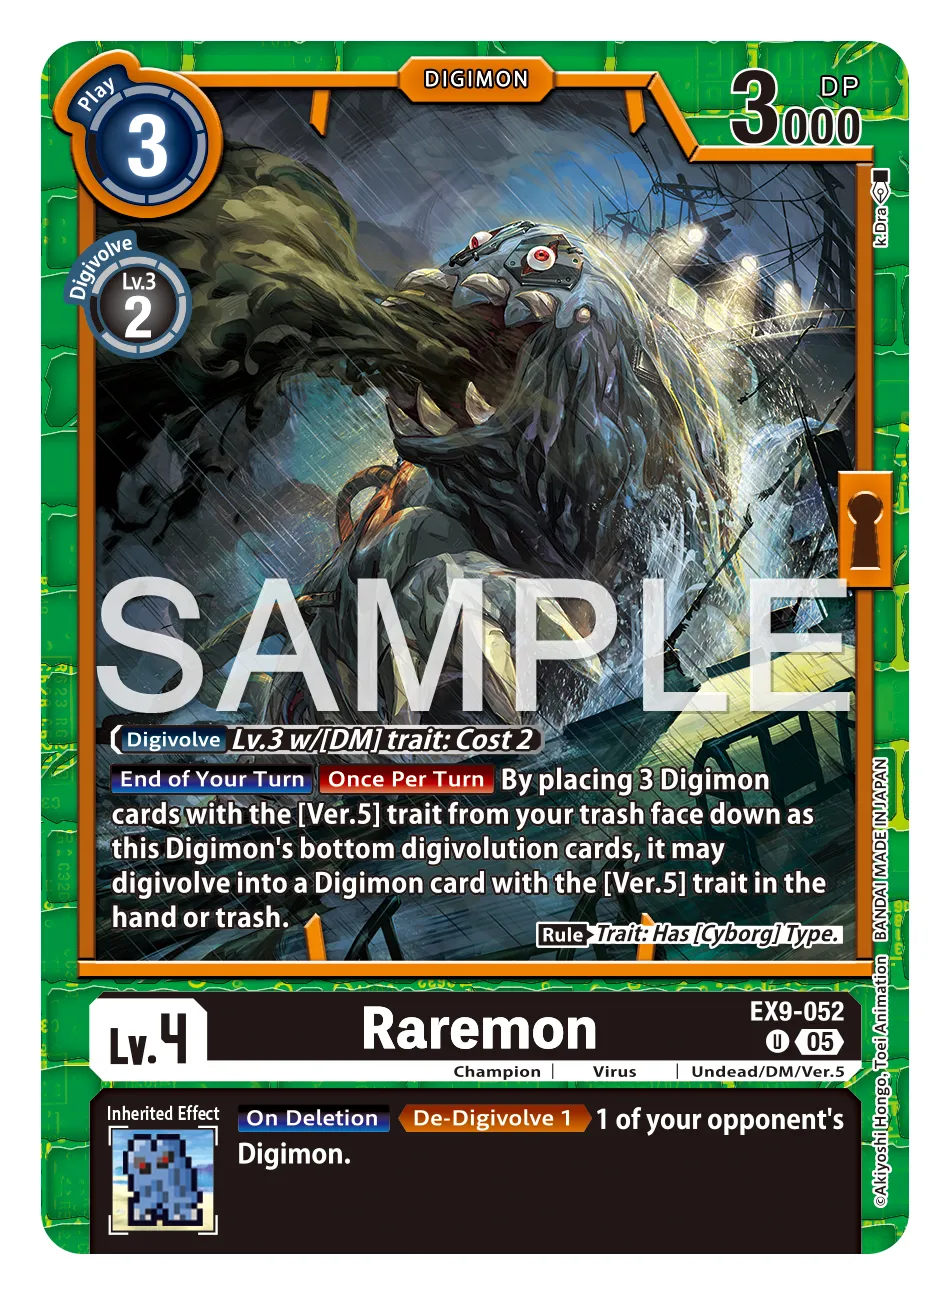 DIGIMON
Play
3
3000
DP
Digivolve
Lv.3
2
k.Dra
SAMPLE
Digivolve Lv.3 w/[DM] trait: Cost 2
End of Your Turn Once Per Turn By placing 3 Digimon
cards with the [Ver.5] trait from your trash face down as
this Digimon's bottom digivolution cards, it may
digivolve into a Digimon card with the [Ver.5] trait in the
hand or trash.
Rule Trait: Has [Cyborg] Type.
Lv.4
Raremon
EX9-052
U 05
Champion | Virus | Undead/DM/Ver.5
Inherited Effect
On Deletion De-Digivolve 1 1 of your opponent's
Digimon.
©Akiyoshi Hongo, Toei Animation BANDAI MADE IN JAPAN